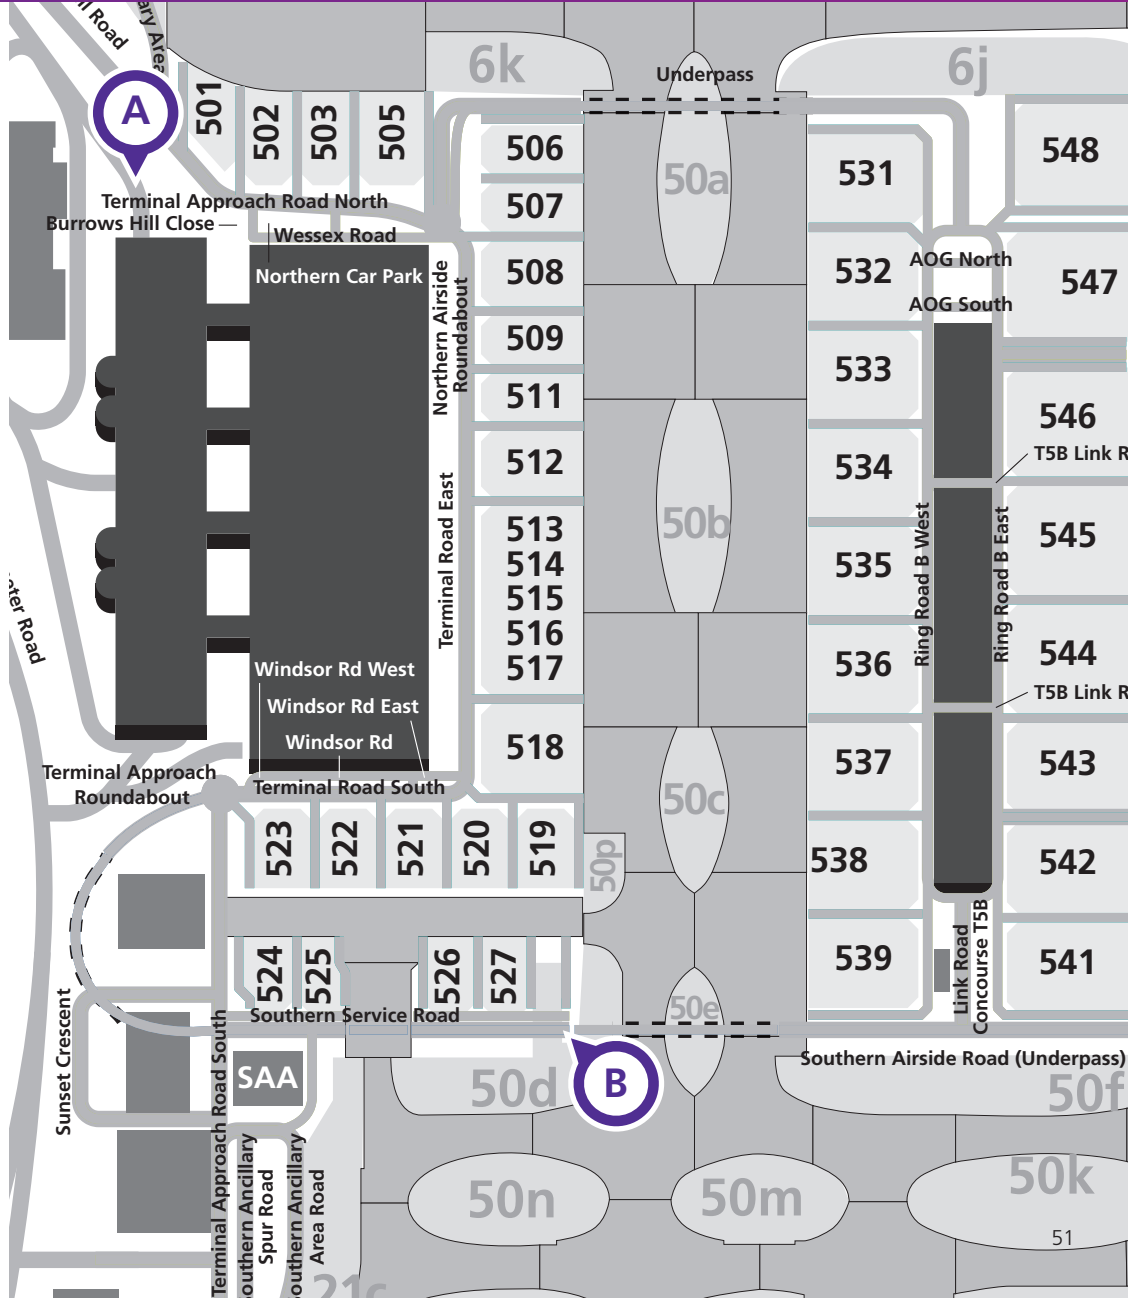 ll Road
ary Area
A
6k
Underpass
6j
501
502
503
505
506
507
508
509
511
512
513
514
515
516
517
518
50a
50b
50c
50p
50e
531
532
533
534
535
536
537
538
539
548
547
546
545
544
543
542
541
Terminal Approach Road North
Burrows Hill Close
Wessex Road
Northern Car Park
Northern Airside
Roundabout
Terminal Road East
AOG North
AOG South
T5B Link R
Ring Road B West
Ring Road B East
T5B Link R
Windsor Rd West
Windsor Rd East
Windsor Rd
Terminal Road South
Terminal Approach
Roundabout
523
522
521
520
519
524
525
526
527
Southern Service Road
Link Road
Concourse T5B
Southern Airside Road (Underpass)
Sunset Crescent
Terminal Approach Road South
SAA
B
50d
50f
50n
50m
50k
51
outhern Ancillary
Spur Road
outhern Ancillary
Area Road
21c